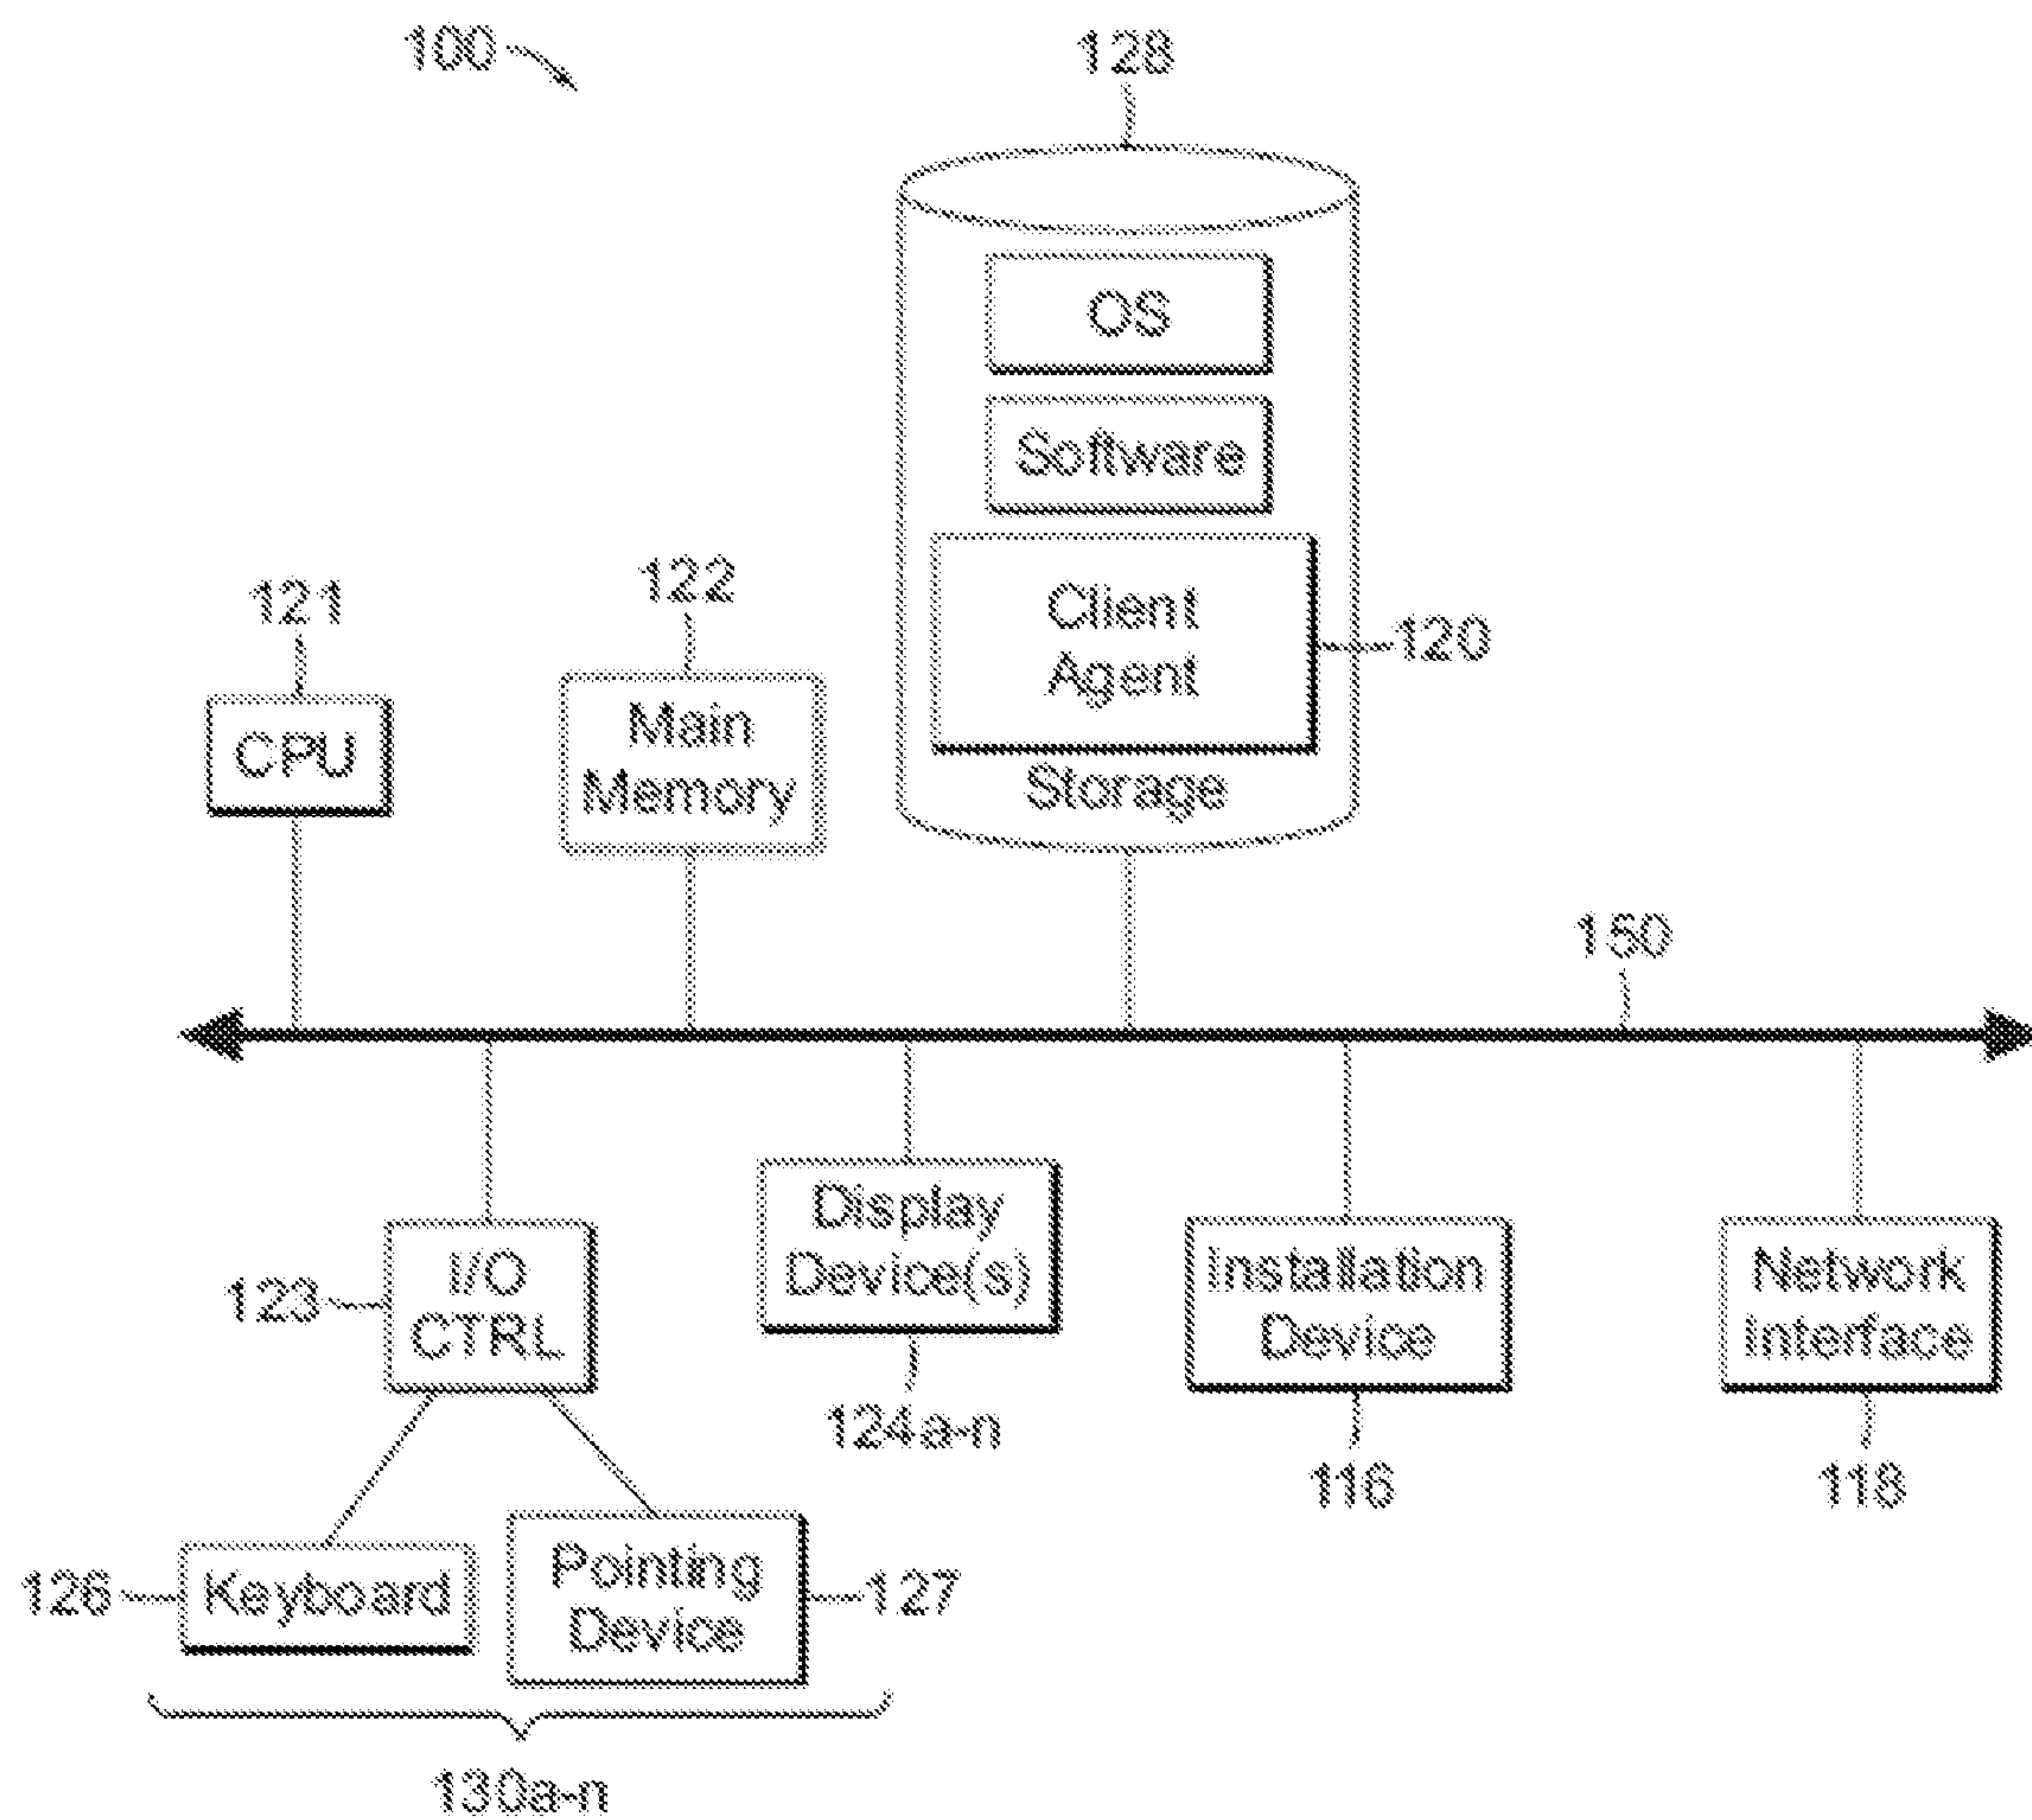 100
128
OS
Software
Client
Agent
120
Storage
121
CPU
122
Main
Memory
150
I/O
CTRL
123
Display
Device(s)
124a-n
Installation
Device
116
Network
Interface
118
126
Keyboard
Pointing
Device
127
130a-n